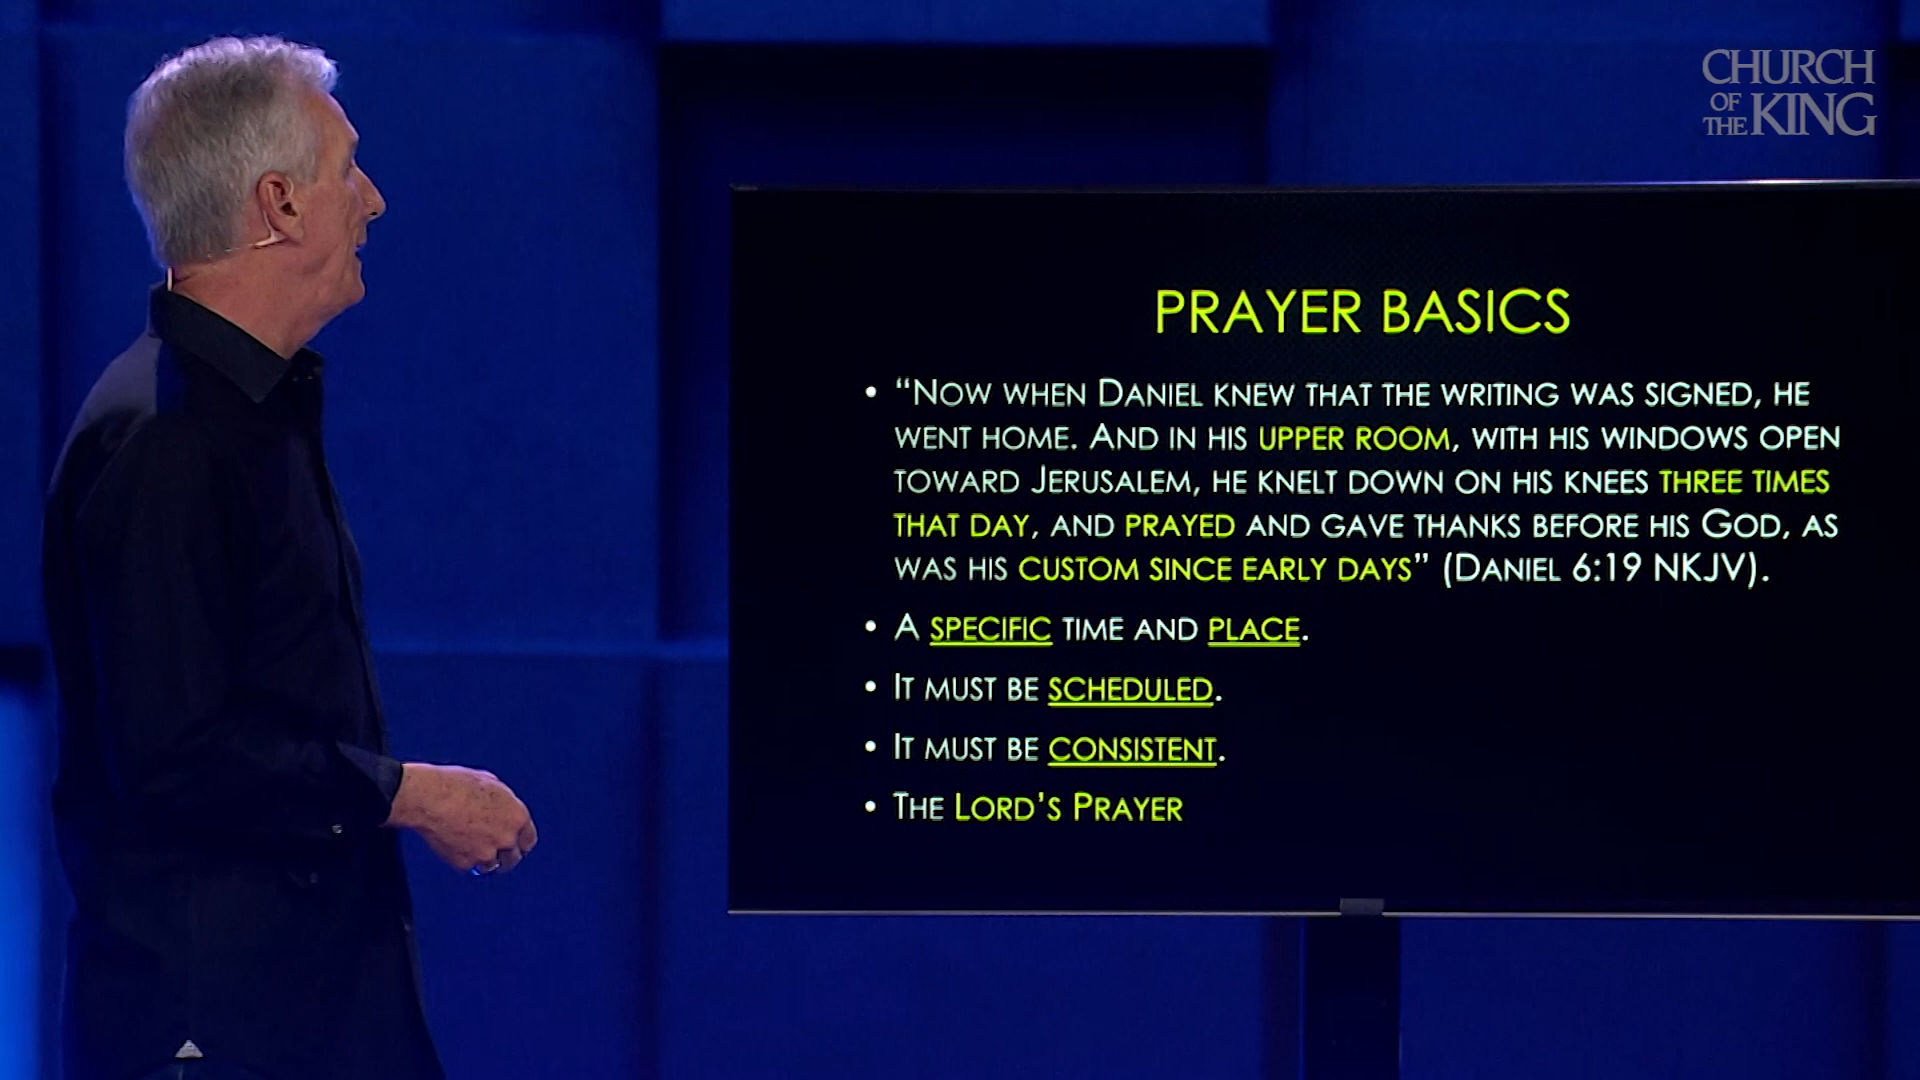 CHURCH
OF
THE KING
PRAYER BASICS
• “NOW WHEN DANIEL KNEW THAT THE WRITING WAS SIGNED, HE
WENT HOME. AND IN HIS UPPER ROOM, WITH HIS WINDOWS OPEN
TOWARD JERUSALEM, HE KNELT DOWN ON HIS KNEES THREE TIMES
THAT DAY, AND PRAYED AND GAVE THANKS BEFORE HIS GOD, AS
WAS HIS CUSTOM SINCE EARLY DAYS” (DANIEL 6:19 NKJV).
• A SPECIFIC TIME AND PLACE.
• IT MUST BE SCHEDULED.
• IT MUST BE CONSISTENT.
• THE LORD’S PRAYER